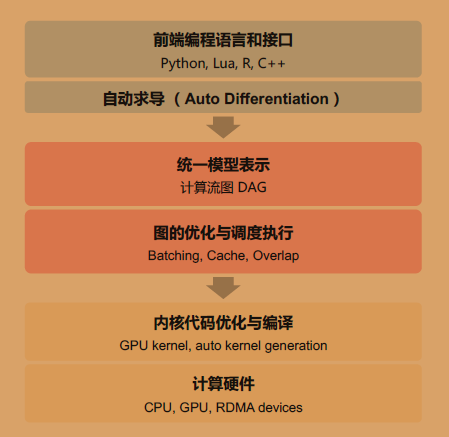 前端编程语言和接口
Python, Lua, R, C++
自动求导 （ Auto Differentiation ）
统一模型表示
计算流图 DAG
图的优化与调度执行
Batching, Cache, Overlap
内核代码优化与编译
GPU kernel, auto kernel generation
计算硬件
CPU, GPU, RDMA devices